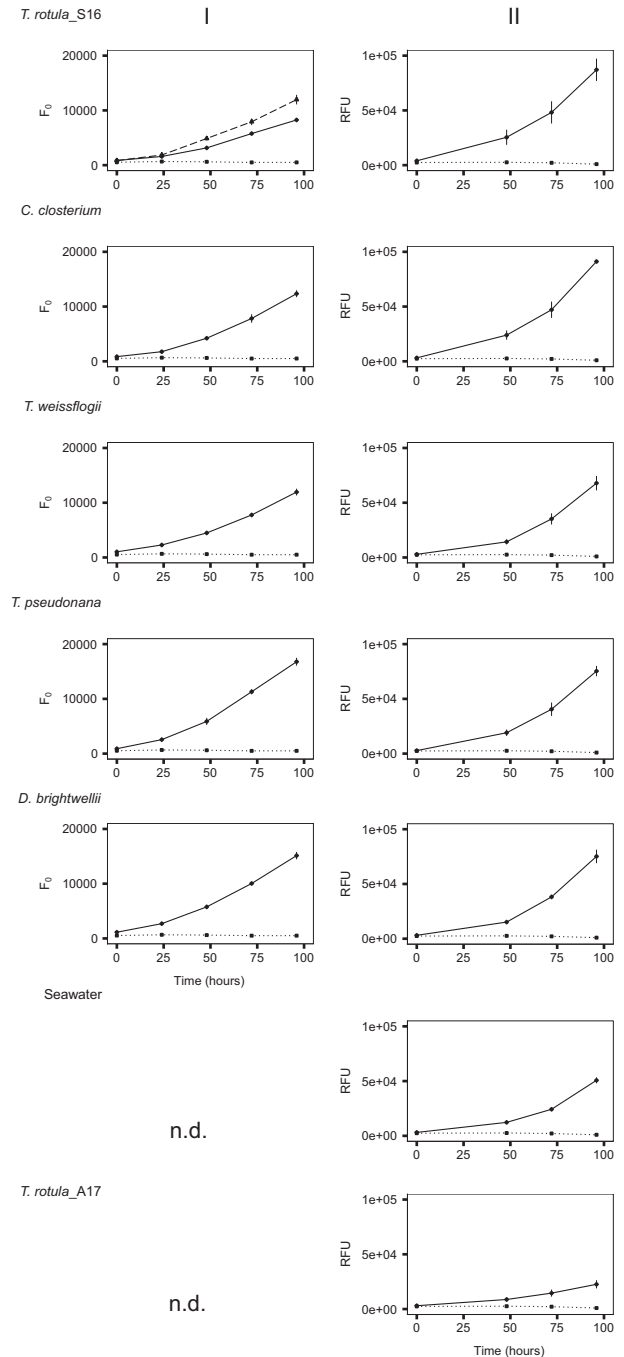 T. rotula_S16 I II
20000 1e+05
F₀ 10000 RFU 5e+04
0 0e+00
0 25 50 75 100 0 25 50 75 100
C. closterium
20000 1e+05
F₀ 10000 RFU 5e+04
0 0e+00
0 25 50 75 100 0 25 50 75 100
T. weissflogii
20000 1e+05
F₀ 10000 RFU 5e+04
0 0e+00
0 25 50 75 100 0 25 50 75 100
T. pseudonana
20000 1e+05
F₀ 10000 RFU 5e+04
0 0e+00
0 25 50 75 100 0 25 50 75 100
D. brightwellii
20000 1e+05
F₀ 10000 RFU 5e+04
0 0e+00
0 25 50 75 100 0 25 50 75 100
Time (hours)
Seawater
1e+05
RFU 5e+04
n.d.
0e+00
0 25 50 75 100
T. rotula_A17
1e+05
RFU 5e+04
n.d.
0e+00
0 25 50 75 100
Time (hours)